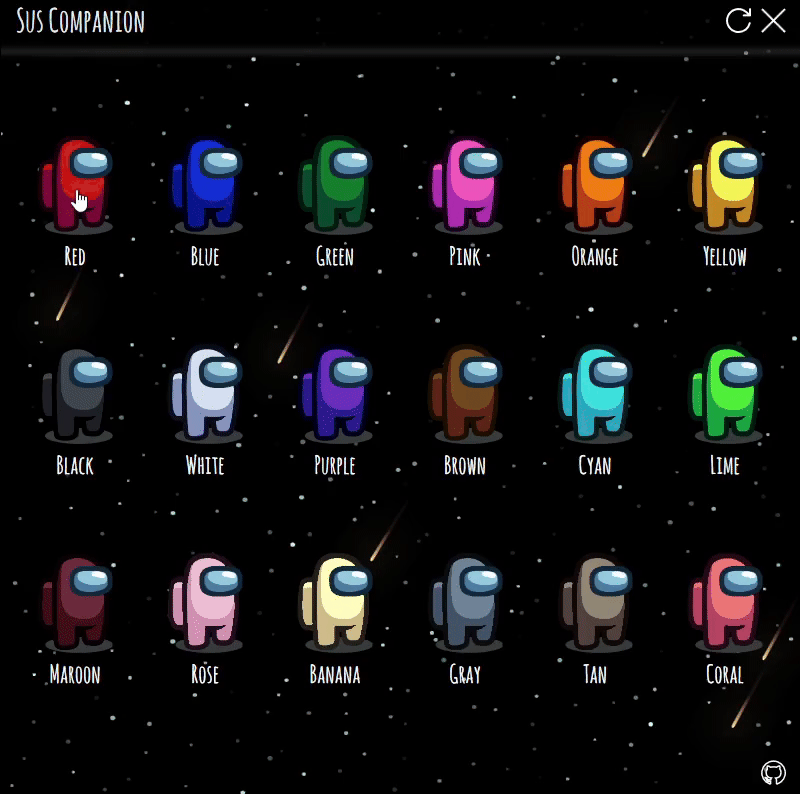 Sus Companion
Red Blue Green Pink Orange Yellow
Black White Purple Brown Cyan Lime
Maroon Rose Banana Gray Tan Coral